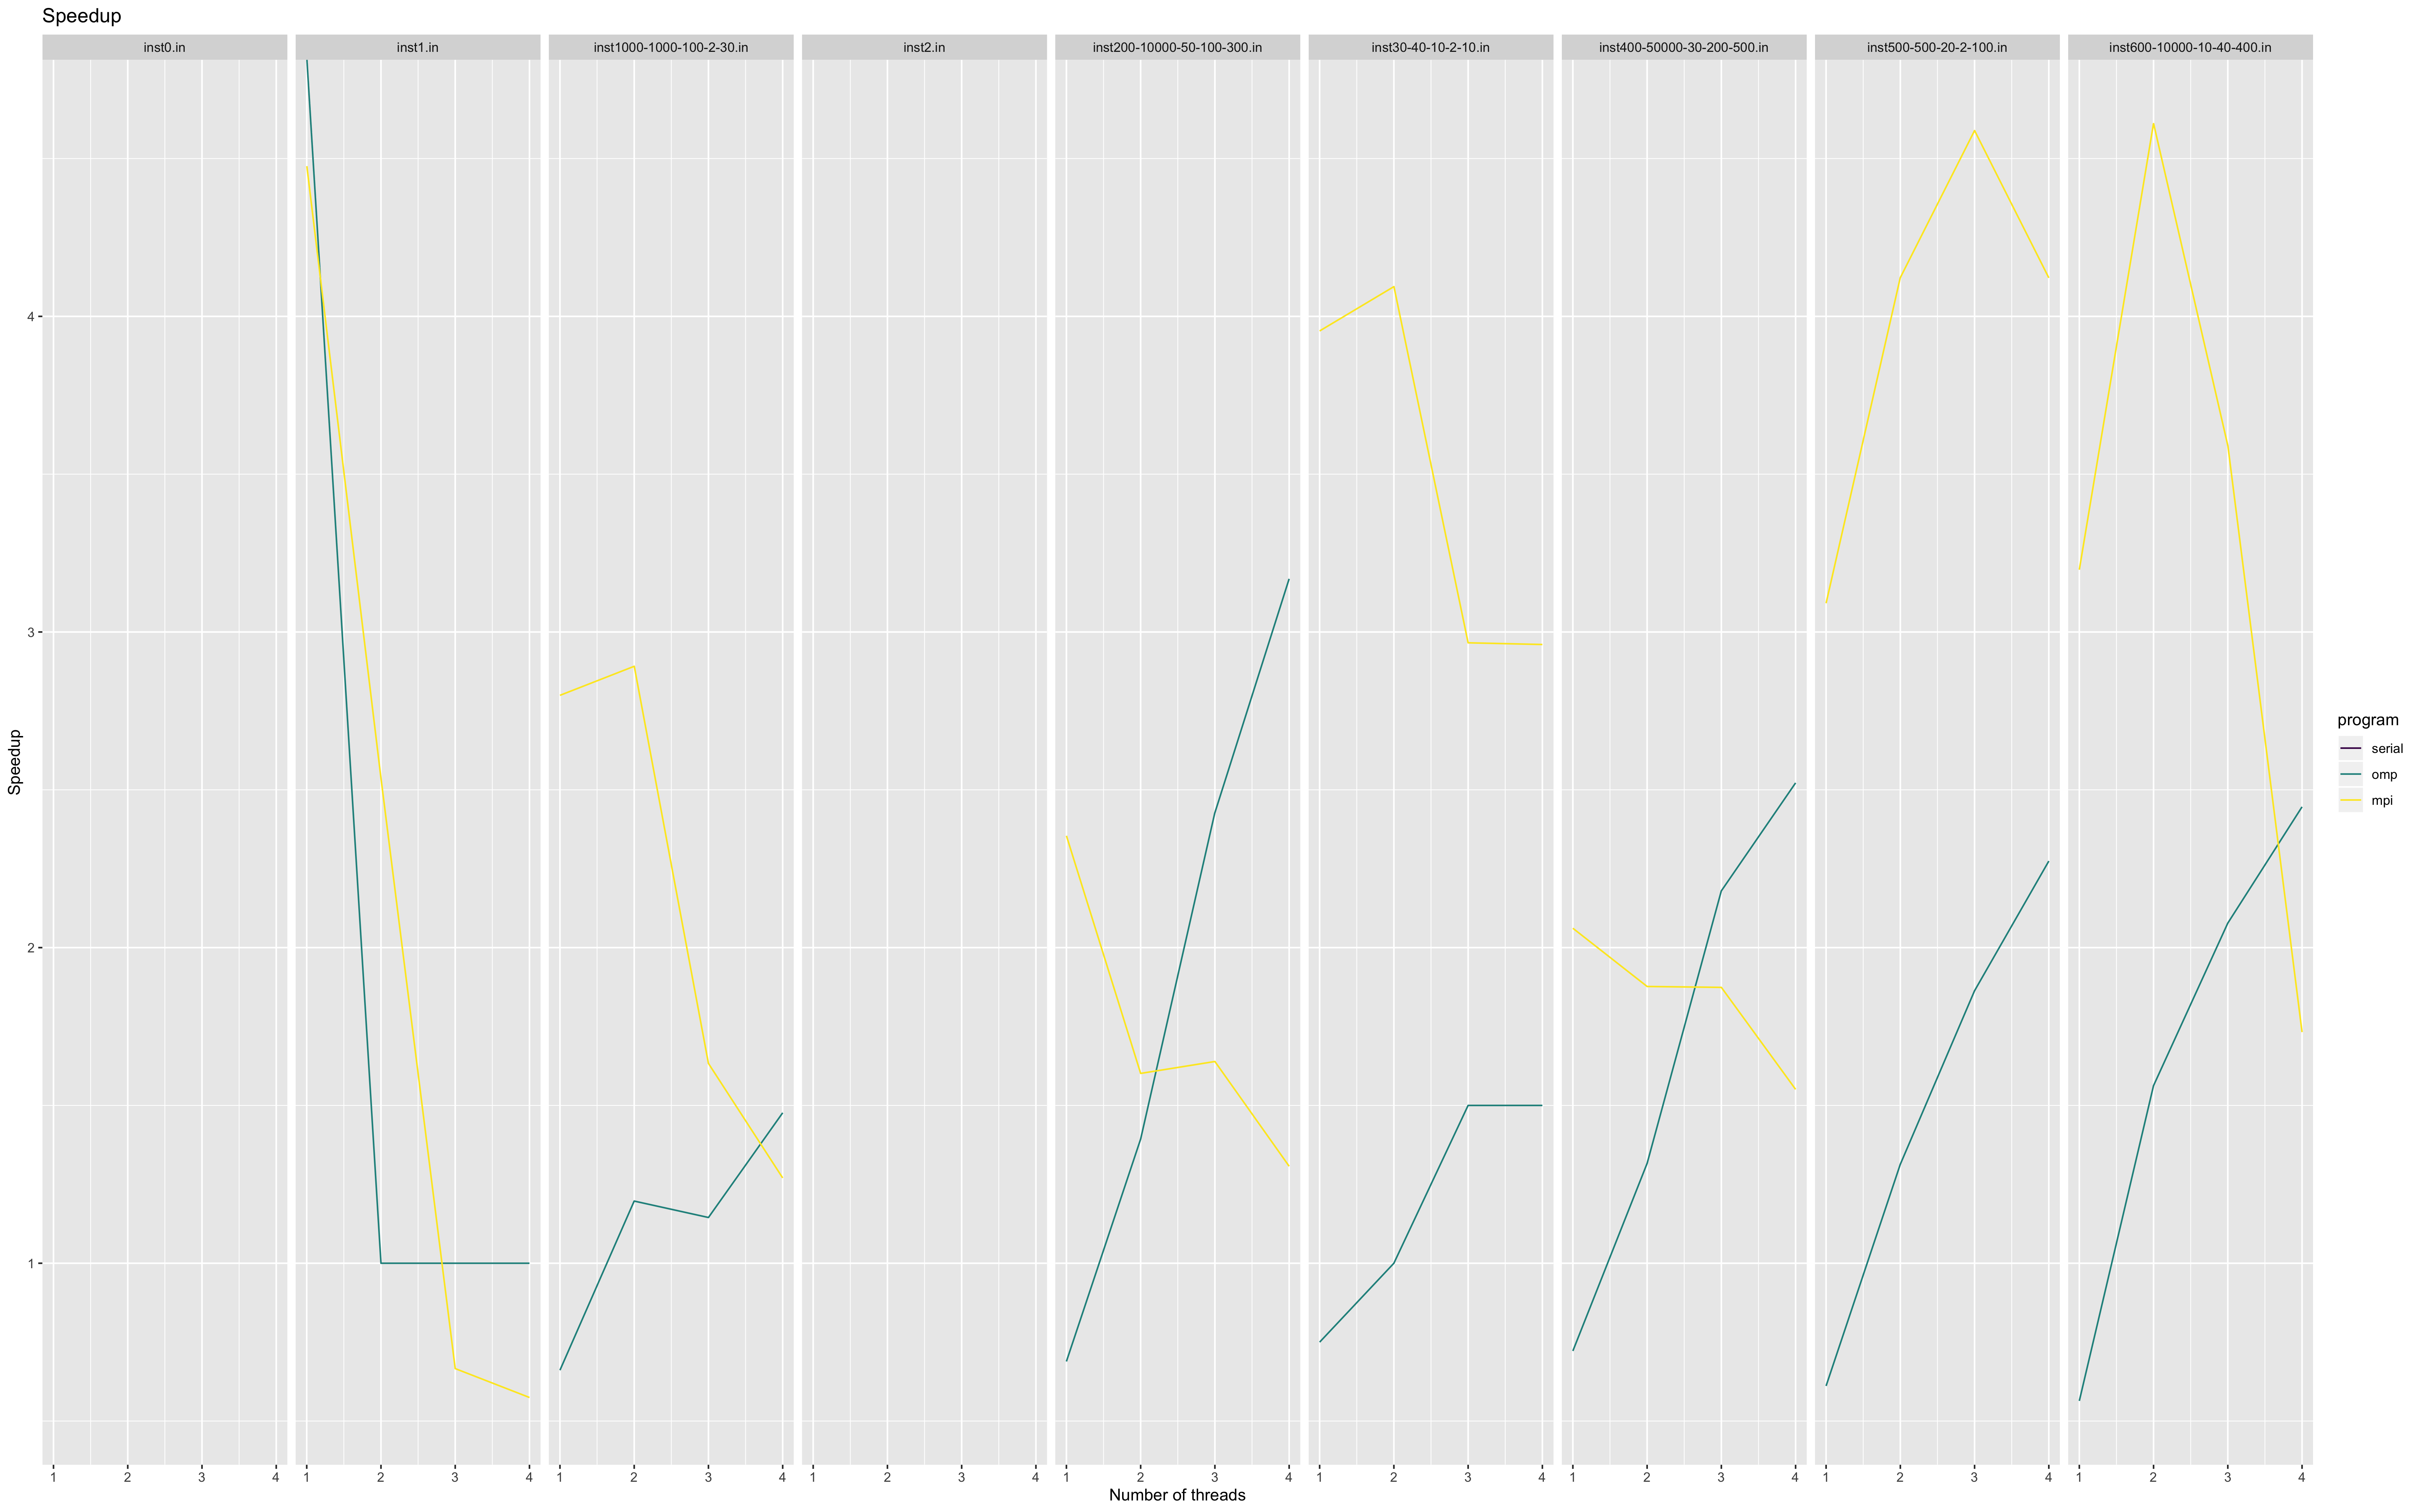 Speedup
inst0.in
inst1.in
inst1000-1000-100-2-30.in
inst2.in
inst200-10000-50-100-300.in
inst30-40-10-2-10.in
inst400-50000-30-200-500.in
inst500-500-20-2-100.in
inst600-10000-10-40-400.in
4
3
2
1
Speedup
program
serial
omp
mpi
1 2 3 4
1 2 3 4
1 2 3 4
1 2 3 4
1 2 3 4
1 2 3 4
1 2 3 4
1 2 3 4
1 2 3 4
Number of threads